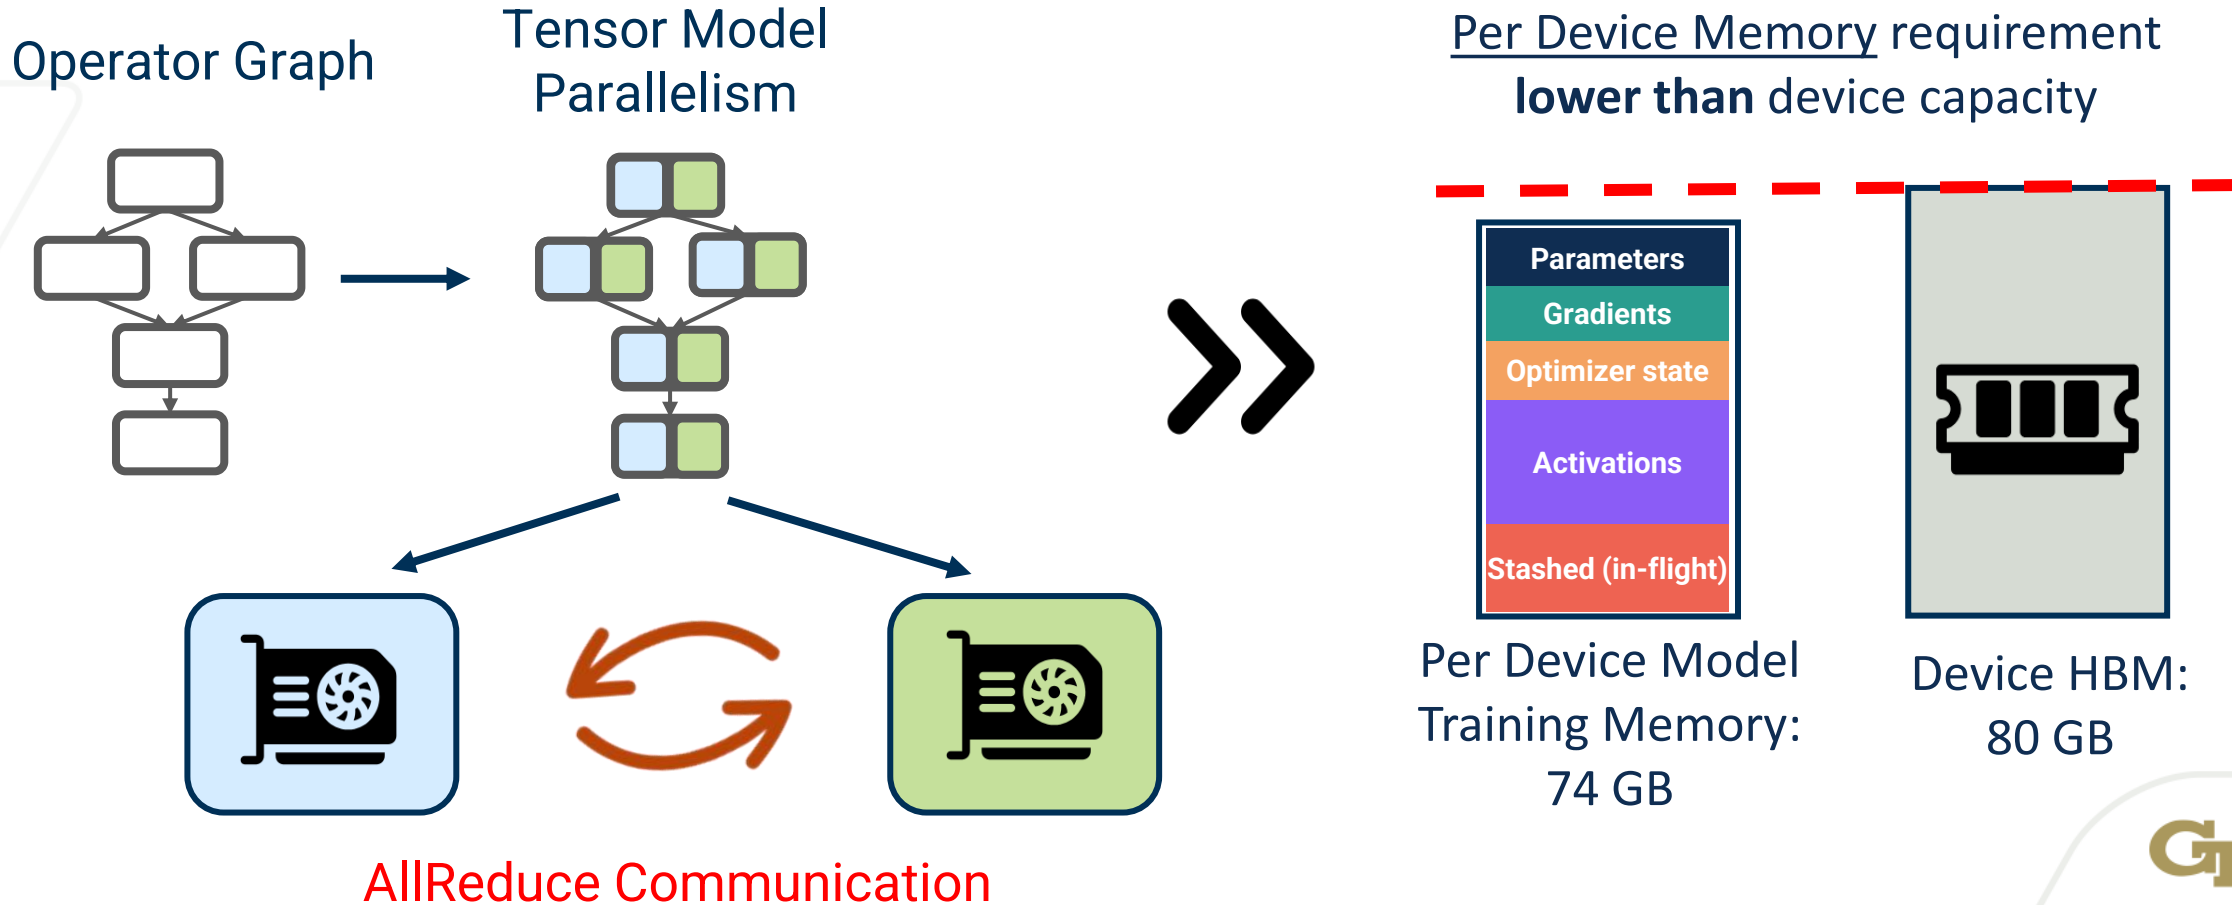 Operator Graph
Tensor Model
Parallelism
AllReduce Communication
Per Device Memory requirement
lower than device capacity
Parameters
Gradients
Optimizer state
Activations
Stashed (in-flight)
Per Device Model
Training Memory:
74 GB
Device HBM:
80 GB
GT